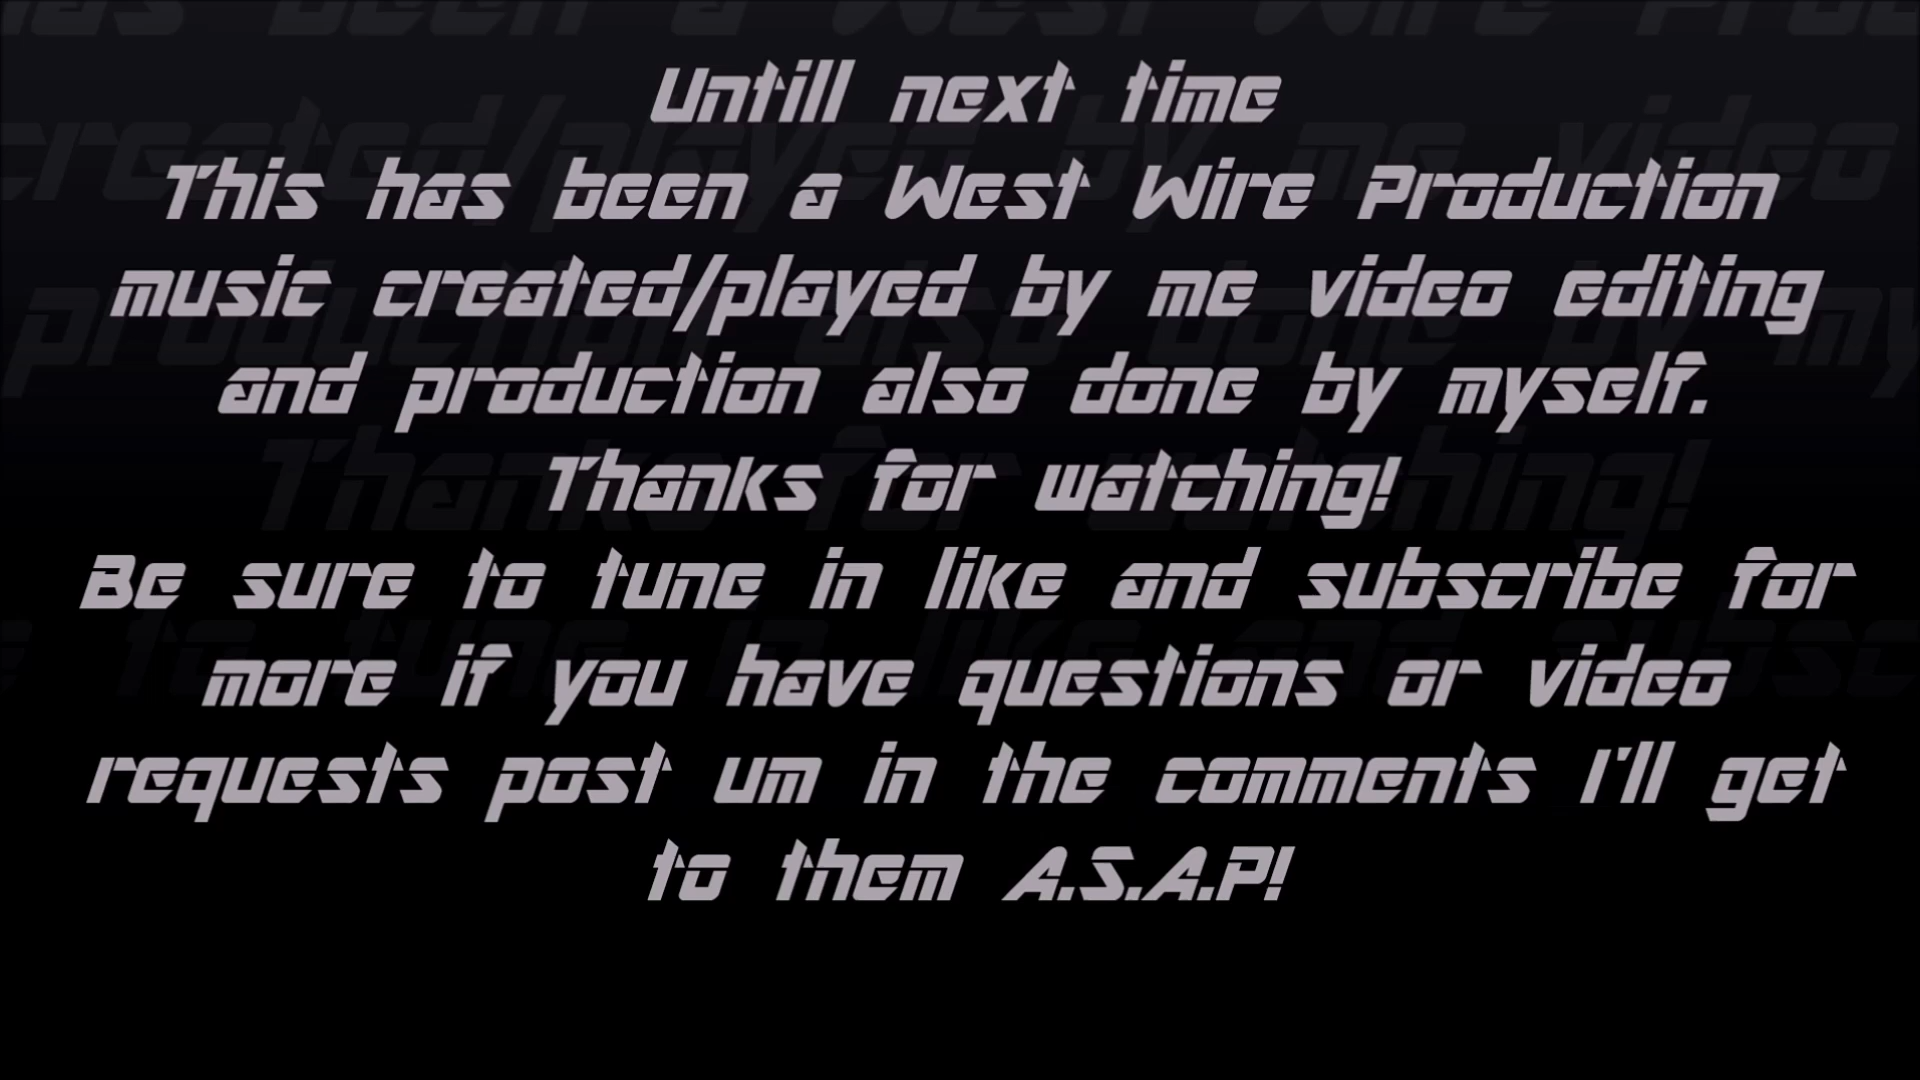 Untill next time
This has been a West Wire Production
music created/played by me video editing
and production also done by myself.
Thanks for watching!
Be sure to tune in like and subscribe for
more if you have questions or video
requests post um in the comments I'll get
to them A.S.A.P!